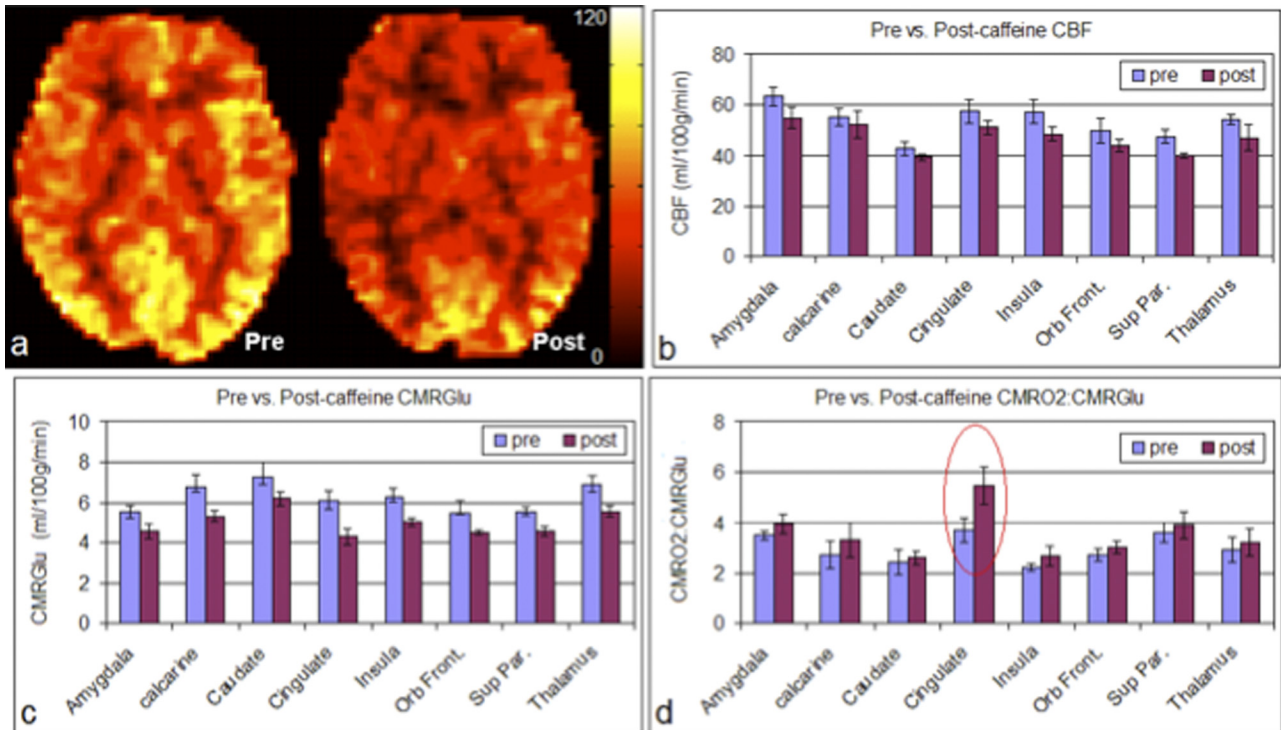 120
Pre
Post
0
a
Pre vs. Post-caffeine CBF
pre
post
80
60
40
20
0
CBF (ml/100g/min)
Amygdala
calcarine
Caudate
Cingulate
Insula
Orb Front.
Sup Par.
Thalamus
b
Pre vs. Post-caffeine CMRGlu
pre
post
10
8
6
4
2
0
CMRGlu (ml/100g/min)
Amygdala
calcarine
Caudate
Cingulate
Insula
Orb Front.
Sup Par.
Thalamus
c
Pre vs. Post-caffeine CMRO2:CMRGlu
pre
post
8
6
4
2
0
CMRO2:CMRGlu
Amygdala
calcarine
Caudate
Cingulate
Insula
Orb Front.
Sup Par.
Thalamus
d